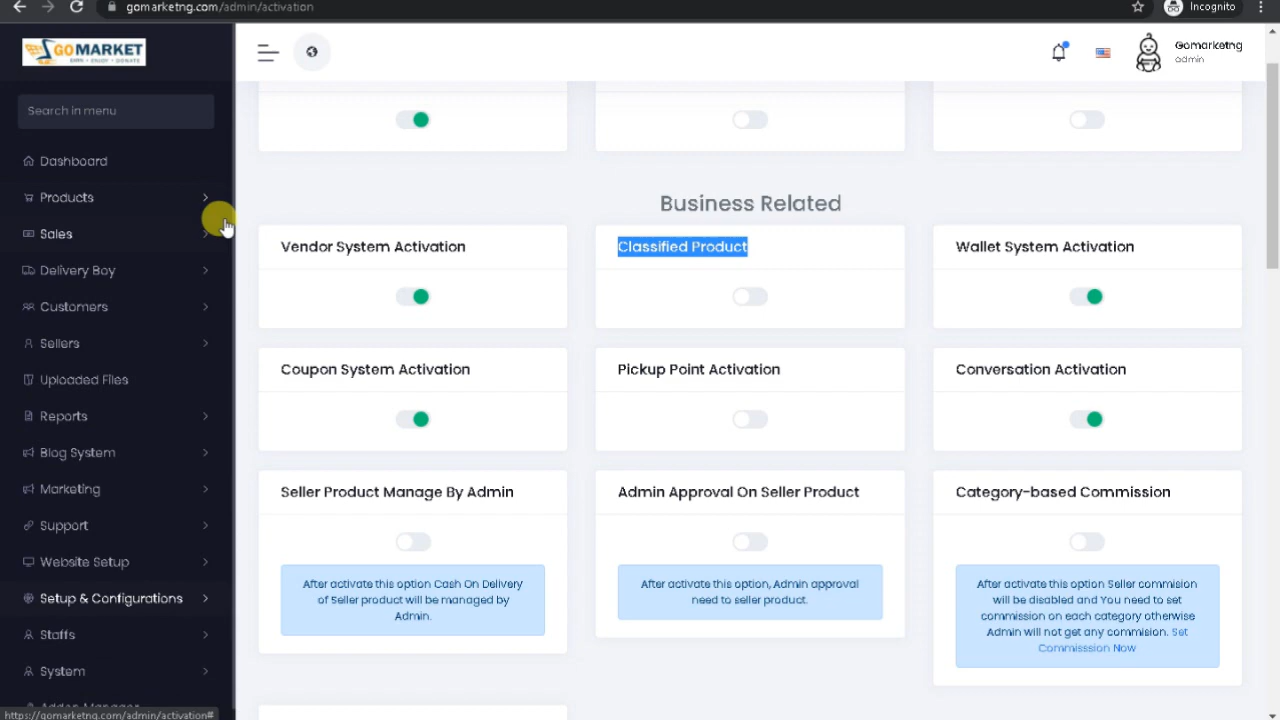 gomarketng.com/admin/activation
Incognito
GOMARKET
EARN • ENJOY • DONATE
Gomarketng
admin
Search in menu
Dashboard
Products
Sales
Delivery Boy
Customers
Sellers
Uploaded Files
Reports
Blog System
Marketing
Support
Website Setup
Setup & Configurations
Staffs
System
Addon Manager
https://gomarketng.com/admin/activation#
Business Related
Vendor System Activation
Classified Product
Wallet System Activation
Coupon System Activation
Pickup Point Activation
Conversation Activation
Seller Product Manage By Admin
Admin Approval On Seller Product
Category-based Commission
After activate this option Cash On Delivery
of Seller product will be managed by
Admin.
After activate this option, Admin approval
need to seller product.
After activate this option Seller commision
will be disabled and You need to set
commission on each category otherwise
Admin will not get any commision. Set
Commisssion Now